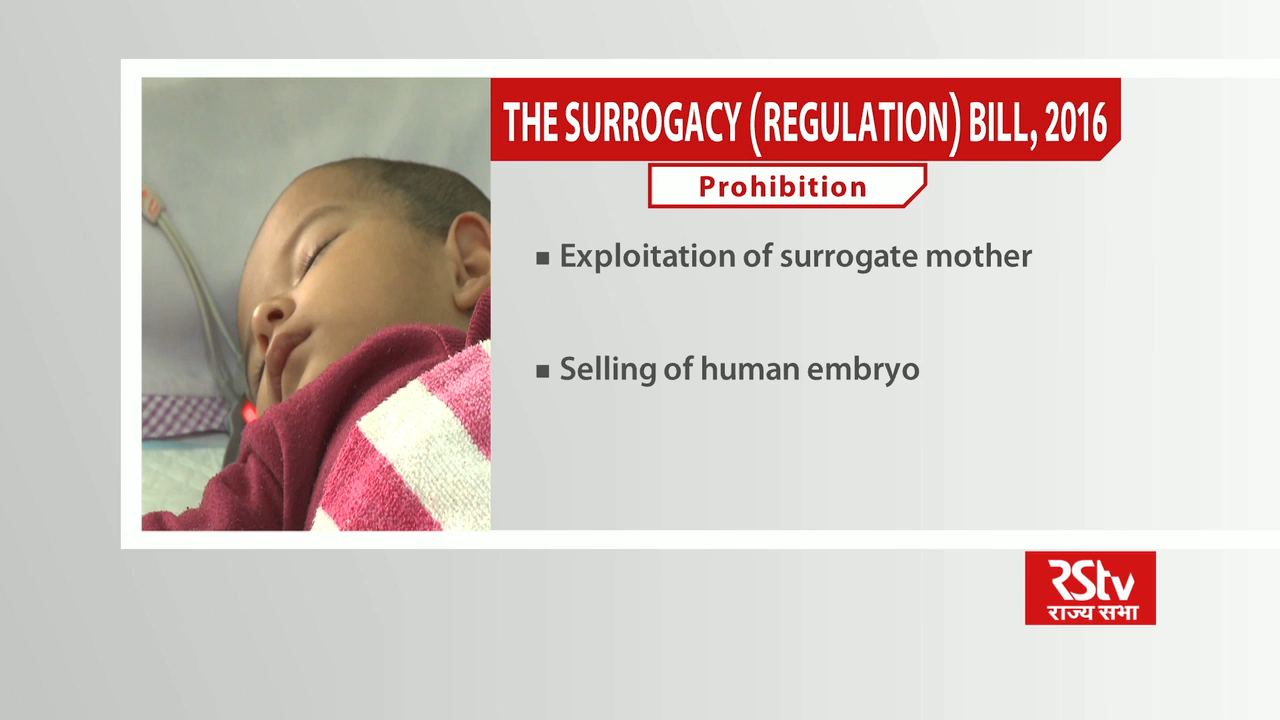 THE SURROGACY (REGULATION) BILL, 2016
Prohibition
Exploitation of surrogate mother
Selling of human embryo
RStv
राज्य सभा